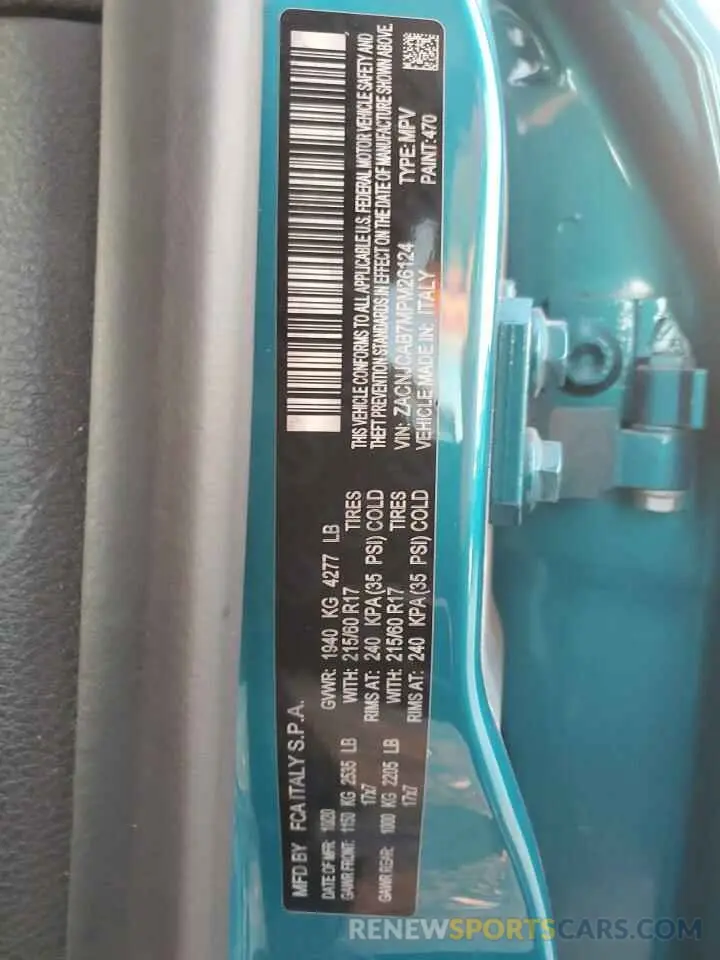 MFD BY FCA ITALY S.P.A.
DATE OF MFR: 10/20
GVWR: 1940 KG 4277 LB
GAWR FRONT: 1150 KG 2535 LB
WITH: 215/60 R17 TIRES
17x7
RIMS AT: 240 KPA (35 PSI) COLD
GAWR REAR: 1000 KG 2205 LB
WITH: 215/60 R17 TIRES
17x7
RIMS AT: 240 KPA (35 PSI) COLD
THIS VEHICLE CONFORMS TO ALL APPLICABLE U.S. FEDERAL MOTOR VEHICLE SAFETY AND
THEFT PREVENTION STANDARDS IN EFFECT ON THE DATE OF MANUFACTURE SHOWN ABOVE
VIN: ZACNJCAB7MPM26124 TYPE: MPV
VEHICLE MADE IN: ITALY PAINT: 470
RENEWSPORTSCARS.COM